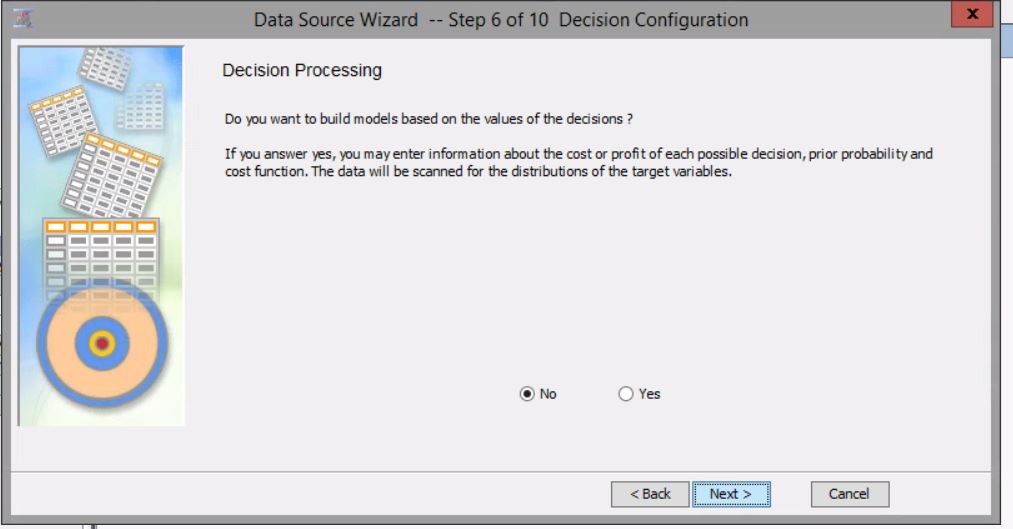 Data Source Wizard -- Step 6 of 10 Decision Configuration
x
Decision Processing
Do you want to build models based on the values of the decisions ?
If you answer yes, you may enter information about the cost or profit of each possible decision, prior probability and
cost function. The data will be scanned for the distributions of the target variables.
No Yes
< Back Next > Cancel